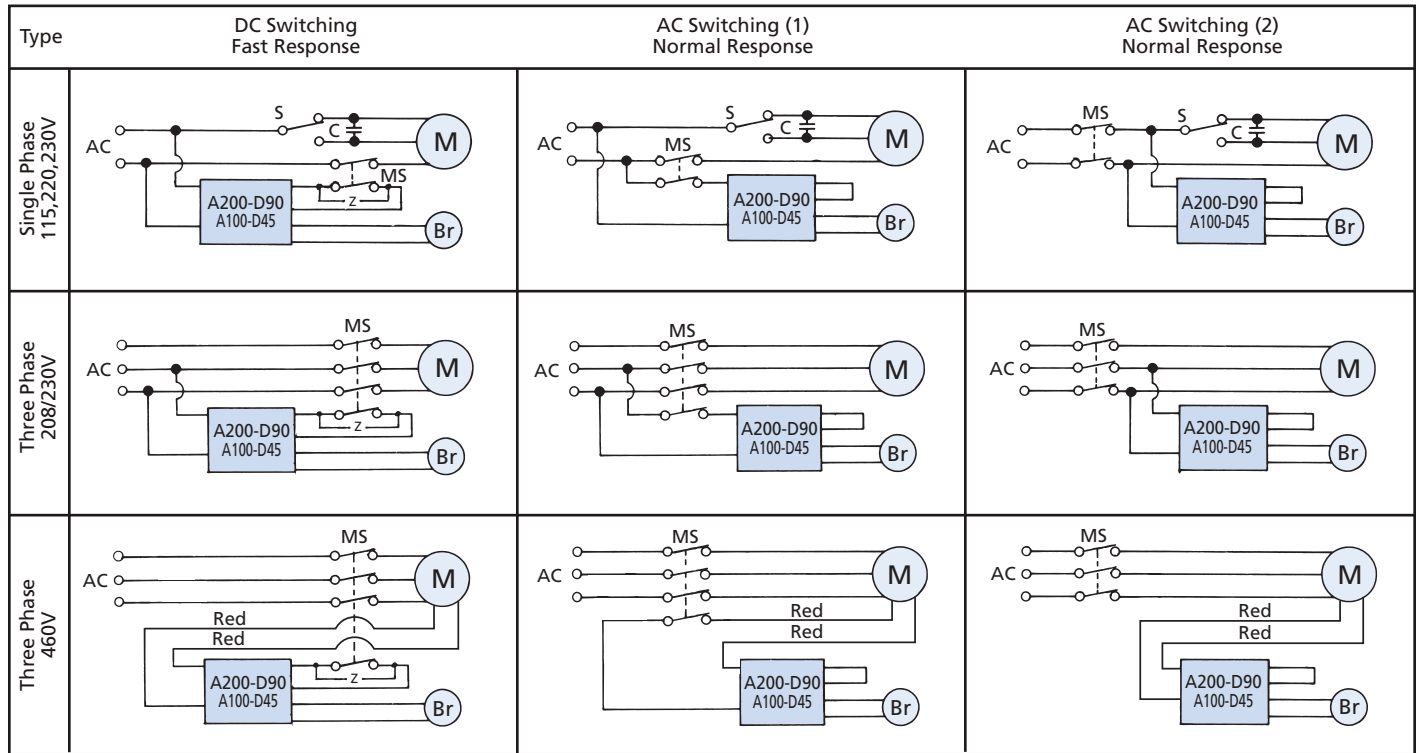 Type
DC Switching
Fast Response
AC Switching (1)
Normal Response
AC Switching (2)
Normal Response
Single Phase
115,220,230V
AC
S
C
M
MS
Z
A200-D90
A100-D45
Br
AC
S
C
M
MS
A200-D90
A100-D45
Br
AC
MS
S
C
M
A200-D90
A100-D45
Br
Three Phase
208/230V
MS
AC
M
A200-D90
A100-D45
Z
Br
MS
AC
M
A200-D90
A100-D45
Br
MS
AC
M
A200-D90
A100-D45
Br
Three Phase
460V
MS
AC
M
Red
Red
A200-D90
A100-D45
Z
Br
MS
AC
M
Red
Red
A200-D90
A100-D45
Br
MS
AC
M
Red
Red
A200-D90
A100-D45
Br